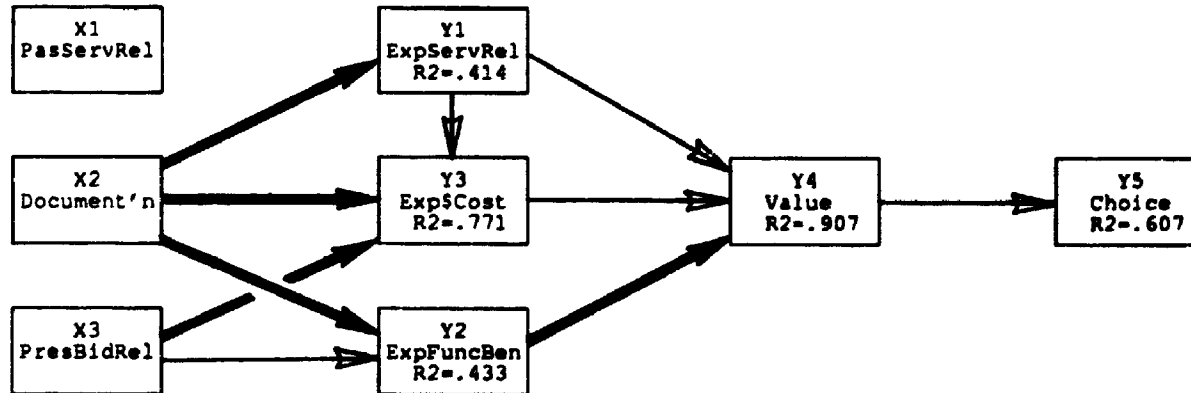 X1
PasServRel
Y1
ExpServRel
R2=.414
X2
Document'n
Y3
Exp$Cost
R2=.771
Y4
Value
R2=.907
Y5
Choice
R2=.607
X3
PresBidRel
Y2
ExpFuncBen
R2=.433